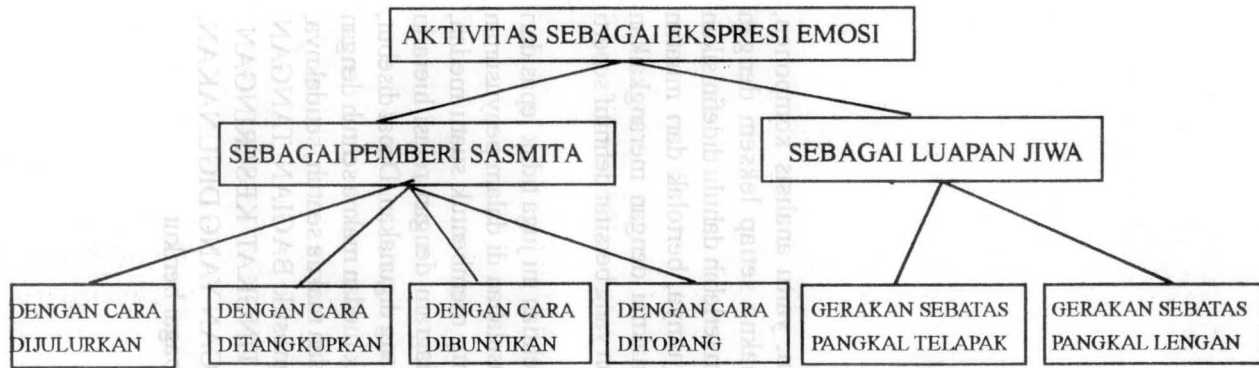 AKTIVITAS SEBAGAI EKSPRESI EMOSI
SEBAGAI PEMBERI SASMITA
SEBAGAI LUAPAN JIWA
DENGAN CARA
DIJULURKAN
DENGAN CARA
DITANGKUPKAN
DENGAN CARA
DIBUNYIKAN
DENGAN CARA
DITOPANG
GERAKAN SEBATAS
PANGKAL TELAPAK
GERAKAN SEBATAS
PANGKAL LENGAN